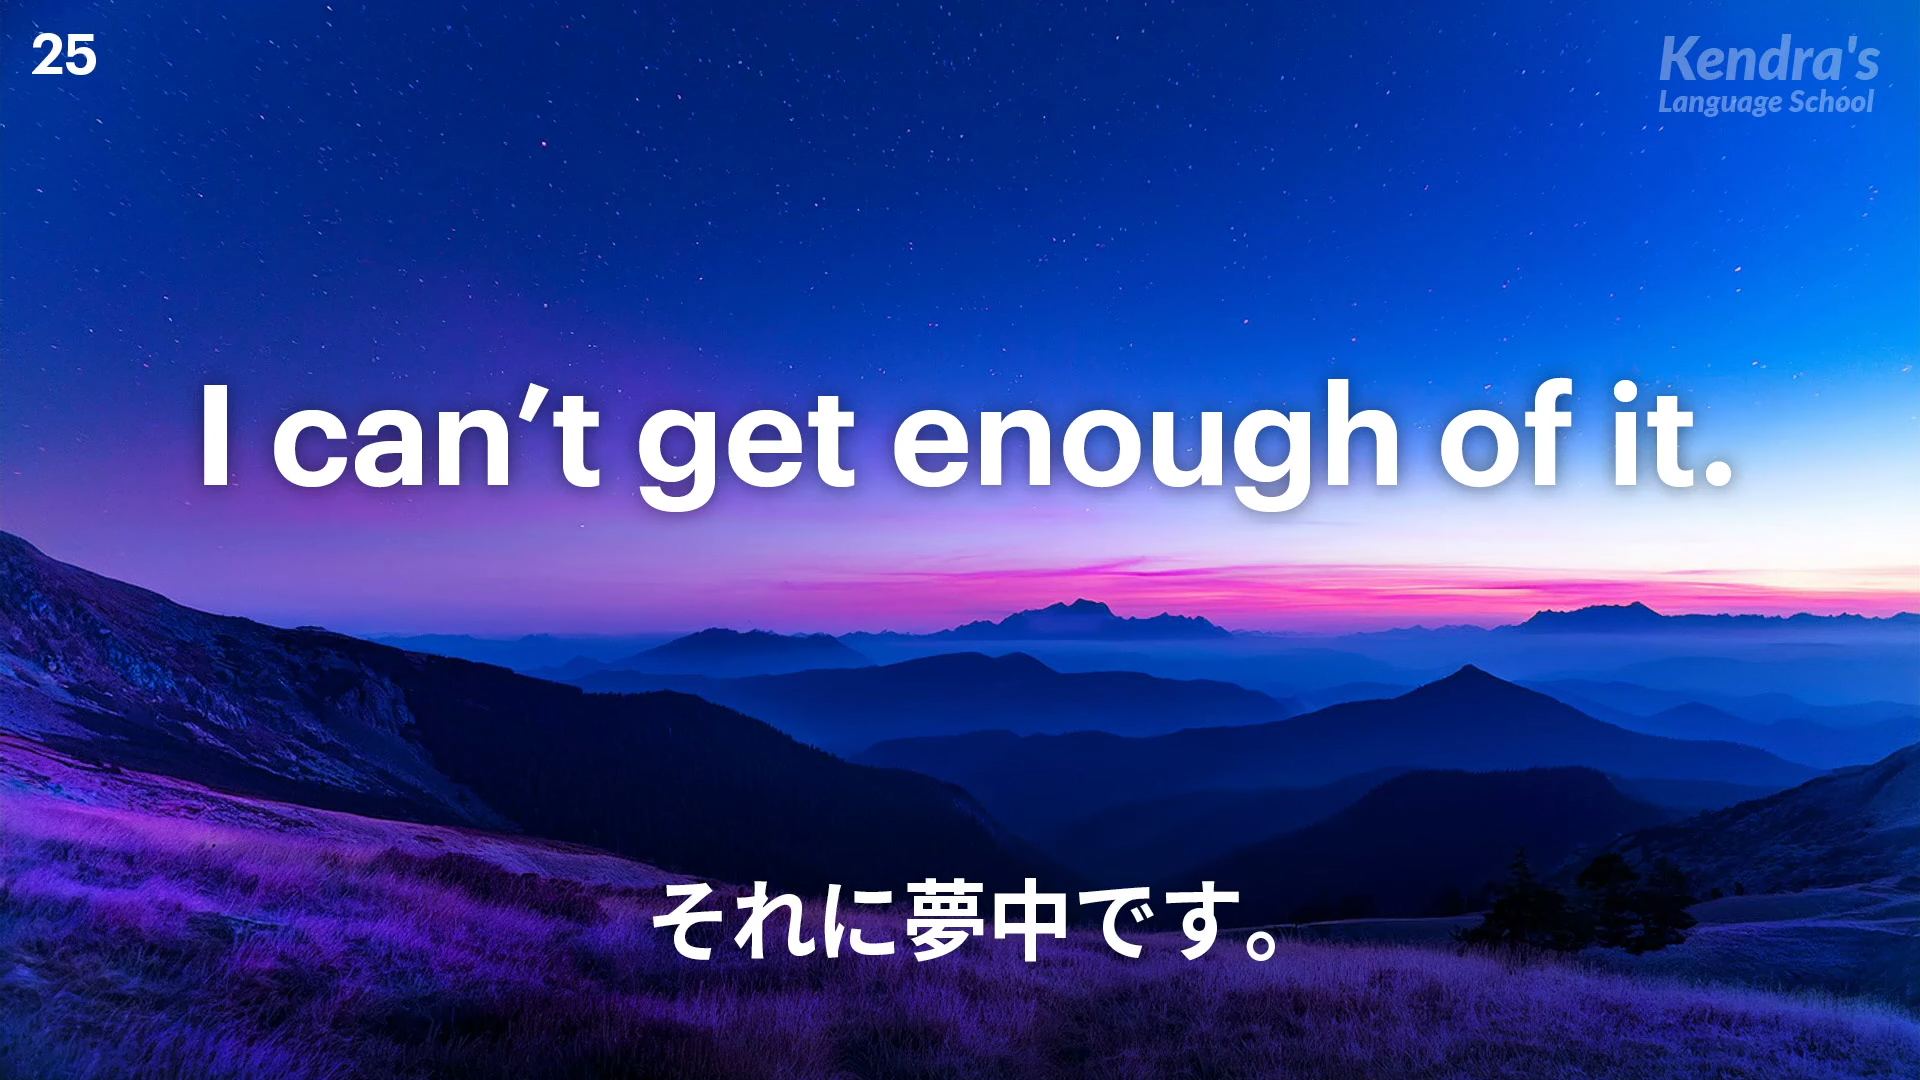 25
Kendra's
Language School
I can’t get enough of it.
それに夢中です。